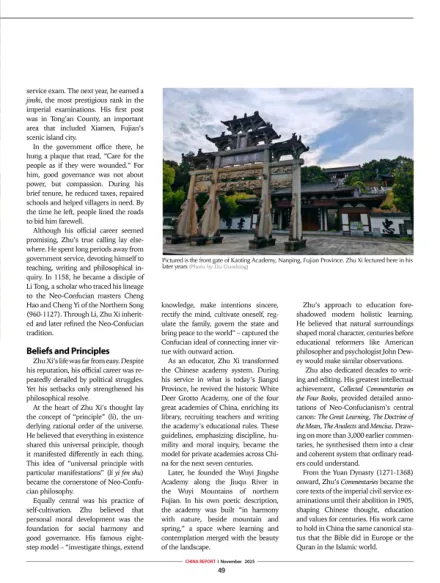 service exam. The next year, he earned a
jinshi, the most prestigious rank in the
imperial examinations. His first post
was in Tong'an County, an important
area that included Xiamen, Fujian's
scenic island city.
In the government office there, he
hung a plaque that read, "Care for the
people as if they were wounded." For
him, good governance was not about
power, but compassion. During his
brief tenure, he reduced taxes, repaired
schools and helped villagers in need. By
the time he left, people lined the roads
to bid him farewell.
Although his official career seemed
promising, Zhu's true calling lay else-
where. He spent long periods away from
government service, devoting himself to
teaching, writing and philosophical in-
quiry. In 1158, he became a disciple of
Li Tong, a scholar who traced his lineage
to the Neo-Confucian masters Cheng
Hao and Cheng Yi of the Northern Song
(960-1127). Through Li, Zhu Xi inherit-
ed and later refined the Neo-Confucian
tradition.
Beliefs and Principles
Zhu Xi's life was far from easy. Despite
his reputation, his official career was re-
peatedly derailed by political struggles.
Yet his setbacks only strengthened his
philosophical resolve.
At the heart of Zhu Xi's thought lay
the concept of "principle" (li), the un-
derlying rational order of the universe.
He believed that everything in existence
shared this universal principle, though
it manifested differently in each thing.
This idea of "universal principle with
particular manifestations" (li yi fen shu)
became the cornerstone of Neo-Confu-
cian philosophy.
Equally central was his practice of
self-cultivation. Zhu believed that
personal moral development was the
foundation for social harmony and
good governance. His famous eight-
step model – "investigate things, extend
Pictured is the front gate of Kaoting Academy, Nanping, Fujian Province. Zhu Xi lectured here in his
later years (Photo by Du Guodong)
knowledge, make intentions sincere,
rectify the mind, cultivate oneself, reg-
ulate the family, govern the state and
bring peace to the world" – captured the
Confucian ideal of connecting inner vir-
tue with outward action.
As an educator, Zhu Xi transformed
the Chinese academy system. During
his service in what is today's Jiangxi
Province, he revived the historic White
Deer Grotto Academy, one of the four
great academies of China, enriching its
library, recruiting teachers and writing
the academy's educational rules. These
guidelines, emphasizing discipline, hu-
mility and moral inquiry, became the
model for private academies across Chi-
na for the next seven centuries.
Later, he founded the Wuyi Jingshe
Academy along the Jiuqu River in
the Wuyi Mountains of northern
Fujian. In his own poetic description,
the academy was built "in harmony
with nature, beside mountain and
spring," a space where learning and
contemplation merged with the beauty
of the landscape.
Zhu's approach to education fore-
shadowed modern holistic learning.
He believed that natural surroundings
shaped moral character, centuries before
educational reformers like American
philosopher and psychologist John Dew-
ey would make similar observations.
Zhu also dedicated decades to writ-
ing and editing. His greatest intellectual
achievement, Collected Commentaries on
the Four Books, provided detailed anno-
tations of Neo-Confucianism's central
canon: The Great Learning, The Doctrine of
the Mean, The Analects and Mencius. Draw-
ing on more than 3,000 earlier commen-
taries, he synthesised them into a clear
and coherent system that ordinary read-
ers could understand.
From the Yuan Dynasty (1271-1368)
onward, Zhu's Commentaries became the
core texts of the imperial civil service ex-
aminations until their abolition in 1905,
shaping Chinese thought, education
and values for centuries. His work came
to hold in China the same canonical sta-
tus that the Bible did in Europe or the
Quran in the Islamic world.
CHINA REPORT | November 2025
49